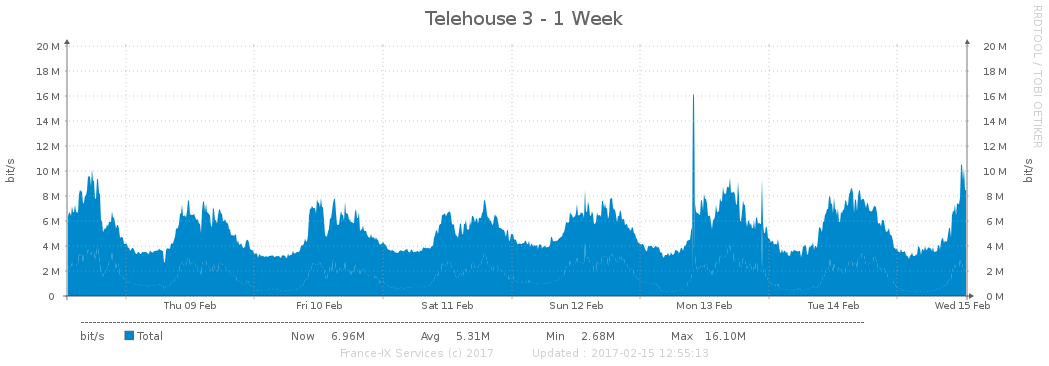 Telehouse 3 - 1 Week
RRDTOOL / TOBI OETIKER
20 M 20 M
18 M 18 M
16 M 16 M
14 M 14 M
12 M 12 M
10 M 10 M
8 M 8 M
6 M 6 M
4 M 4 M
2 M 2 M
0 0 M
bit/s bit/s
Thu 09 Feb Fri 10 Feb Sat 11 Feb Sun 12 Feb Mon 13 Feb Tue 14 Feb Wed 15 Feb
bit/s Total Now 6.96M Avg 5.31M Min 2.68M Max 16.10M
France-IX Services (c) 2017 Updated : 2017-02-15 12:55:13